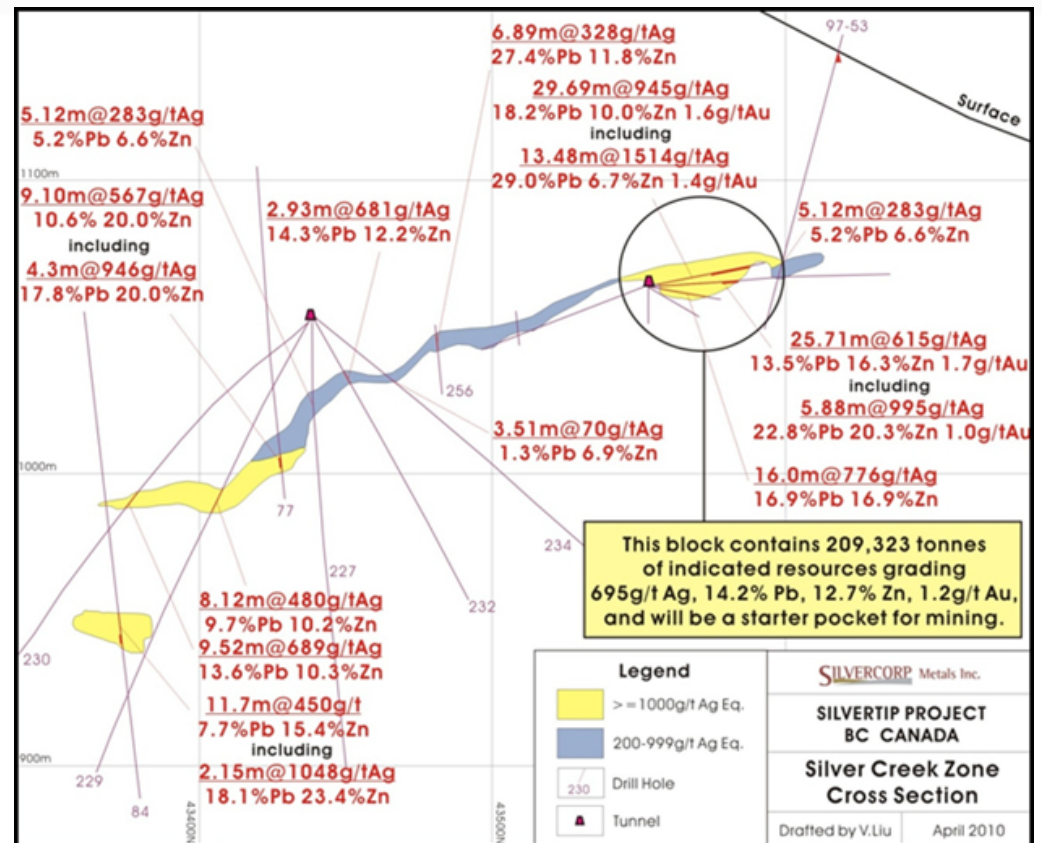 6.89m@328g/tAg
27.4%Pb 11.8%Zn
97-53
29.69m@945g/tAg
18.2%Pb 10.0%Zn 1.6g/tAu
including
13.48m@1514g/tAg
29.0%Pb 6.7%Zn 1.4g/tAu
Surface
5.12m@283g/tAg
5.2%Pb 6.6%Zn
1100m
9.10m@567g/tAg
10.6% 20.0%Zn
including
4.3m@946g/tAg
17.8%Pb 20.0%Zn
2.93m@681g/tAg
14.3%Pb 12.2%Zn
5.12m@283g/tAg
5.2%Pb 6.6%Zn
25.71m@615g/tAg
13.5%Pb 16.3%Zn 1.7g/tAu
including
5.88m@995g/tAg
22.8%Pb 20.3%Zn 1.0g/tAu
256
3.51m@70g/tAg
1.3%Pb 6.9%Zn
16.0m@776g/tAg
16.9%Pb 16.9%Zn
1000m
77
234
227
232
230
This block contains 209,323 tonnes
of indicated resources grading
695g/t Ag, 14.2% Pb, 12.7% Zn, 1.2g/t Au,
and will be a starter pocket for mining.
8.12m@480g/tAg
9.7%Pb 10.2%Zn
9.52m@689g/tAg
13.6%Pb 10.3%Zn
11.7m@450g/t
7.7%Pb 15.4%Zn
including
2.15m@1048g/tAg
18.1%Pb 23.4%Zn
900m
229
84
43400N
43500N
Legend
>=1000g/t Ag Eq.
200-999g/t Ag Eq.
230
Drill Hole
Tunnel
SILVERCORP Metals Inc.
SILVERTIP PROJECT
BC CANADA
Silver Creek Zone
Cross Section
Drafted by V.Liu
April 2010